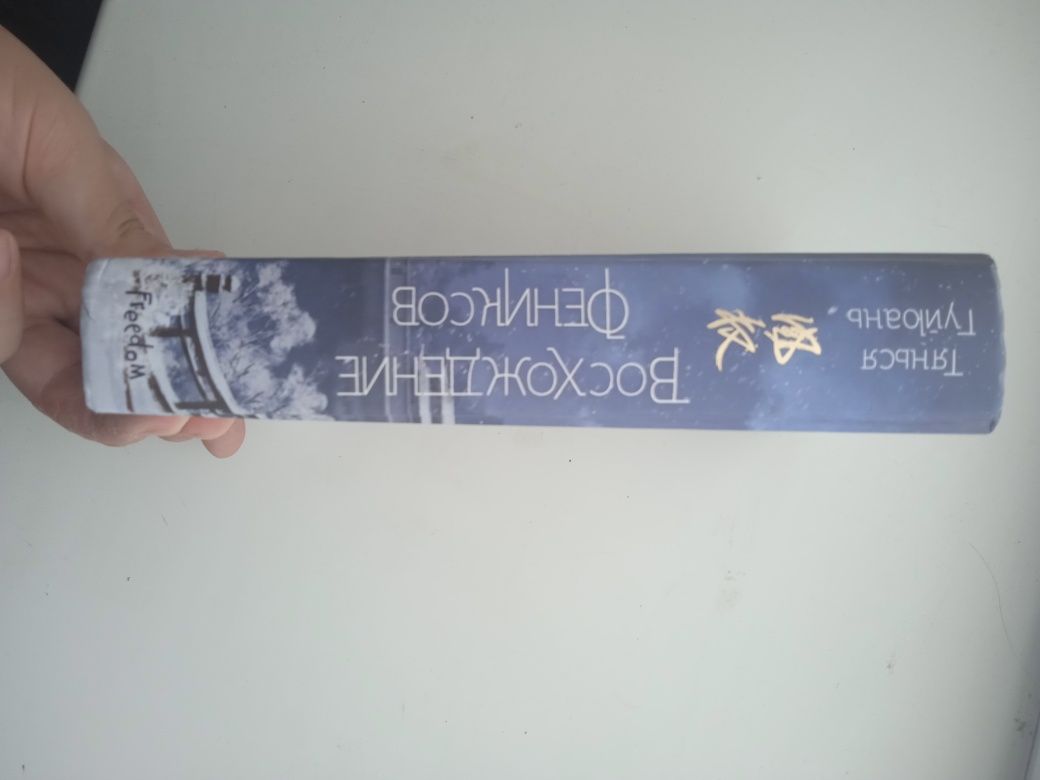 Тянься
Гуйюань
凰权
Восхождение
фениксов
Freedom